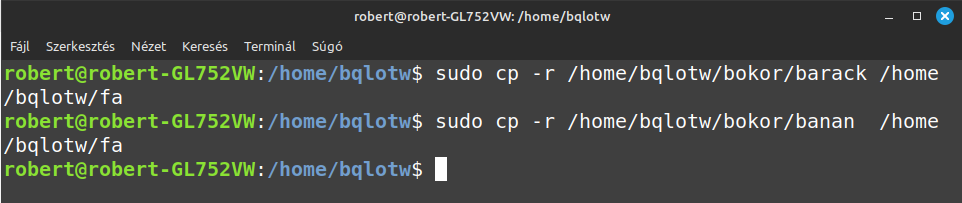 robert@robert-GL752VW: /home/bqlotw
Fájl Szerkesztés Nézet Keresés Terminál Súgó
robert@robert-GL752VW:/home/bqlotw$ sudo cp -r /home/bqlotw/bokor/barack /home
/bqlotw/fa
robert@robert-GL752VW:/home/bqlotw$ sudo cp -r /home/bqlotw/bokor/banan  /home
/bqlotw/fa
robert@robert-GL752VW:/home/bqlotw$